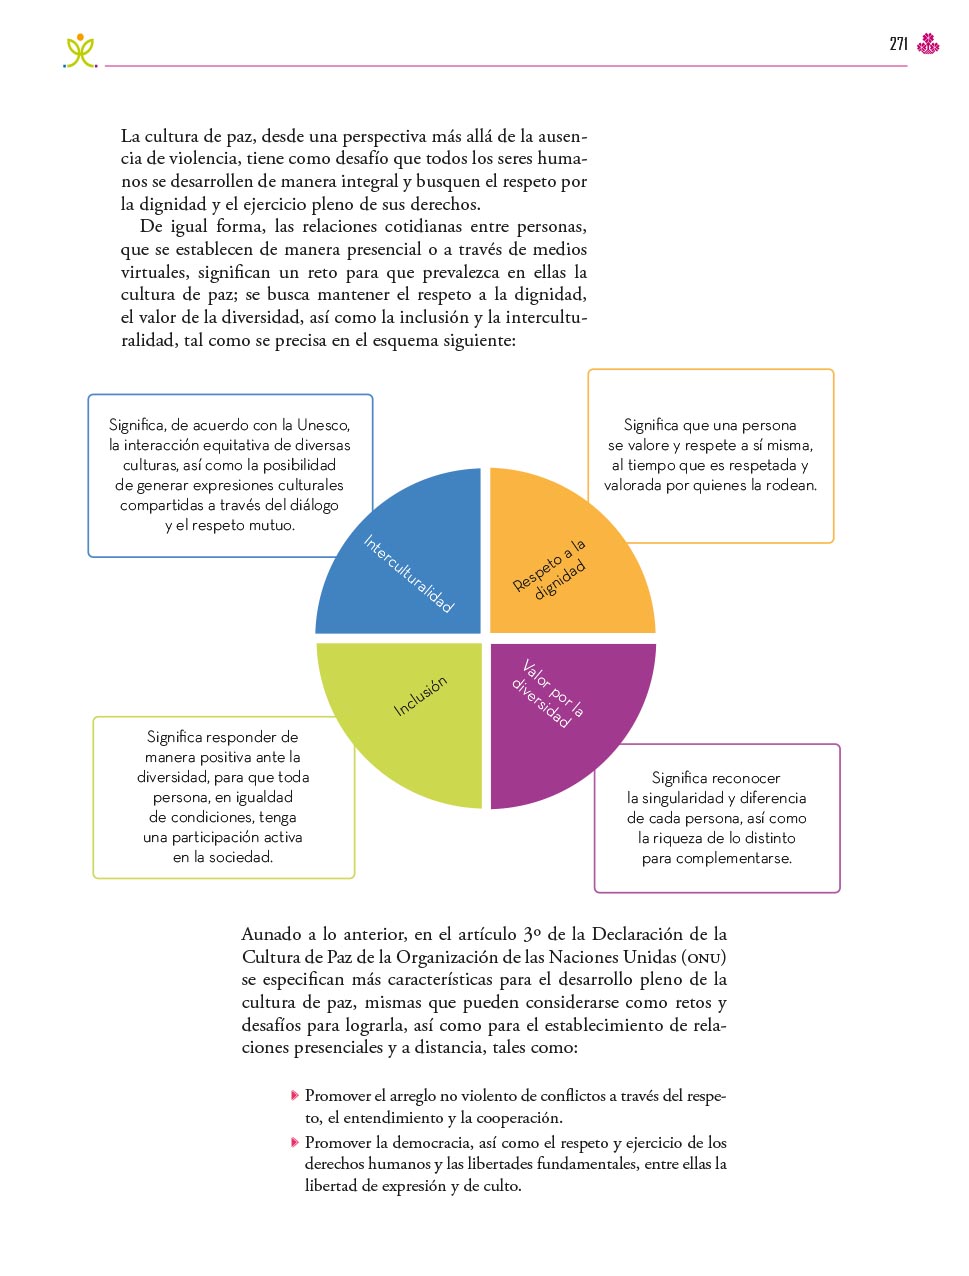 271
La cultura de paz, desde una perspectiva más allá de la ausen-
cia de violencia, tiene como desafío que todos los seres huma-
nos se desarrollen de manera integral y busquen el respeto por
la dignidad y el ejercicio pleno de sus derechos.
De igual forma, las relaciones cotidianas entre personas,
que se establecen de manera presencial o a través de medios
virtuales, significan un reto para que prevalezca en ellas la
cultura de paz; se busca mantener el respeto a la dignidad,
el valor de la diversidad, así como la inclusión y la intercultu-
ralidad, tal como se precisa en el esquema siguiente:
Significa, de acuerdo con la Unesco,
la interacción equitativa de diversas
culturas, así como la posibilidad
de generar expresiones culturales
compartidas a través del diálogo
y el respeto mutuo.
Significa que una persona
se valore y respete a sí misma,
al tiempo que es respetada y
valorada por quienes la rodean.
Interculturalidad
Respeto a la
dignidad
Inclusión
Valor por la
diversidad
Significa responder de
manera positiva ante la
diversidad, para que toda
persona, en igualdad
de condiciones, tenga
una participación activa
en la sociedad.
Significa reconocer
la singularidad y diferencia
de cada persona, así como
la riqueza de lo distinto
para complementarse.
Aunado a lo anterior, en el artículo 3º de la Declaración de la
Cultura de Paz de la Organización de las Naciones Unidas (ONU)
se especifican más características para el desarrollo pleno de la
cultura de paz, mismas que pueden considerarse como retos y
desafíos para lograrla, así como para el establecimiento de rela-
ciones presenciales y a distancia, tales como:
Promover el arreglo no violento de conflictos a través del respe-
to, el entendimiento y la cooperación.
Promover la democracia, así como el respeto y ejercicio de los
derechos humanos y las libertades fundamentales, entre ellas la
libertad de expresión y de culto.